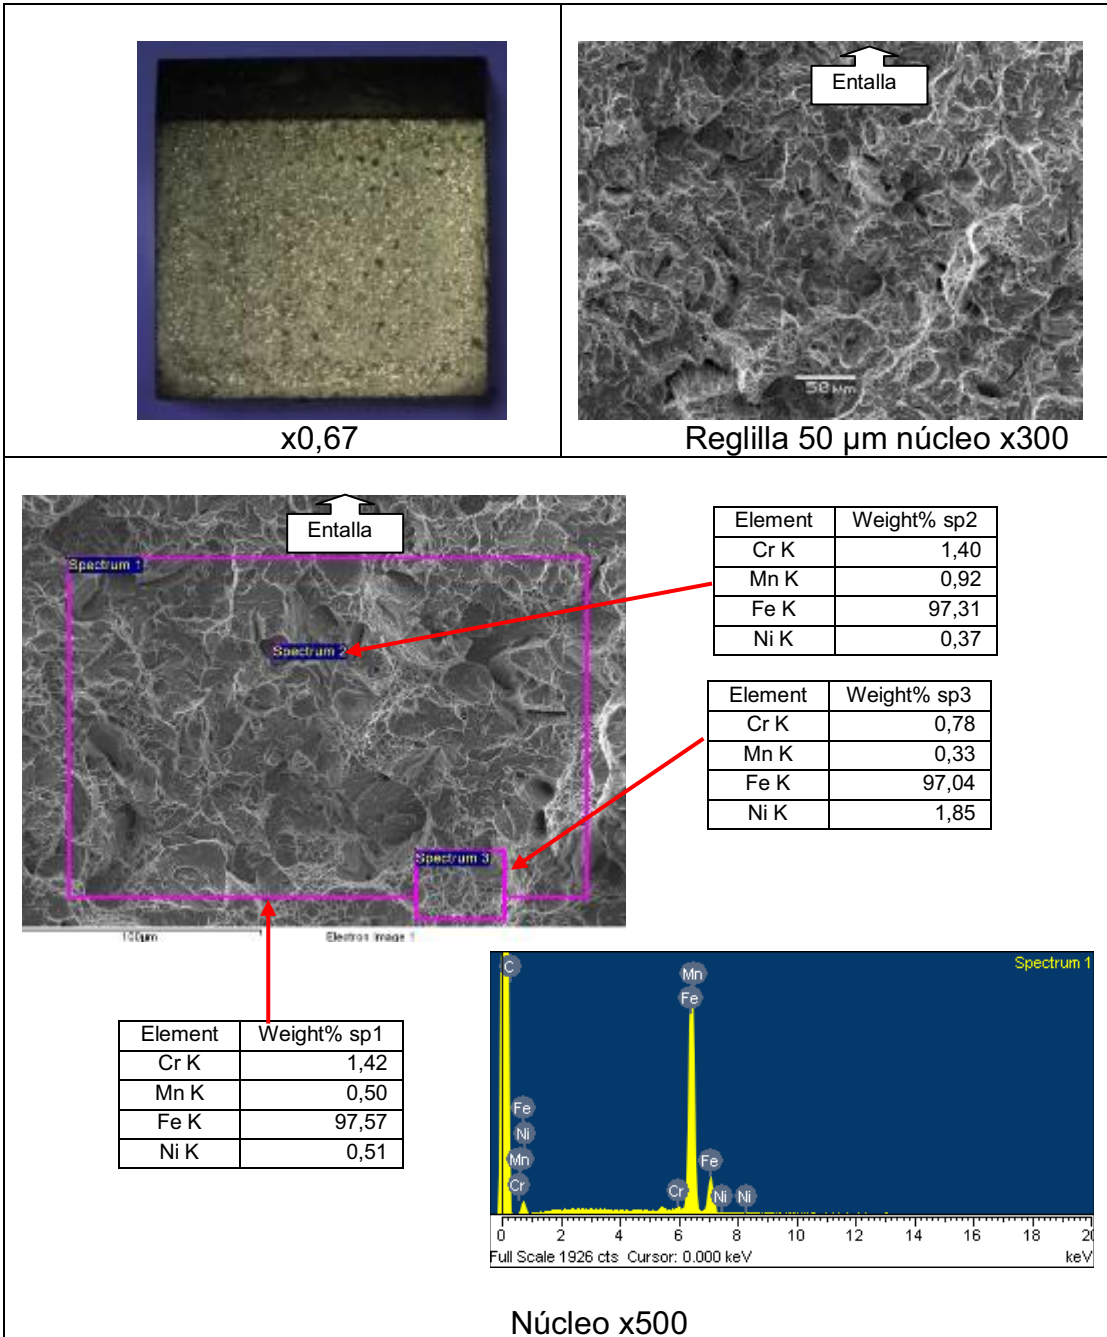 Entalla
50 µm
x0,67
Reglilla 50 µm núcleo x300
Entalla
Spectrum 1
Spectrum 2
Spectrum 3
100µm
Electron Image 1
Element Weight% sp2
Cr K 1,40
Mn K 0,92
Fe K 97,31
Ni K 0,37
Element Weight% sp3
Cr K 0,78
Mn K 0,33
Fe K 97,04
Ni K 1,85
Element Weight% sp1
Cr K 1,42
Mn K 0,50
Fe K 97,57
Ni K 0,51
Spectrum 1
C
Mn
Fe
Fe
Ni
Mn
Cr
Cr
Fe
Ni
Ni
0 2 4 6 8 10 12 14 16 18 20
Full Scale 1926 cts Cursor: 0.000 keV
keV
Núcleo x500